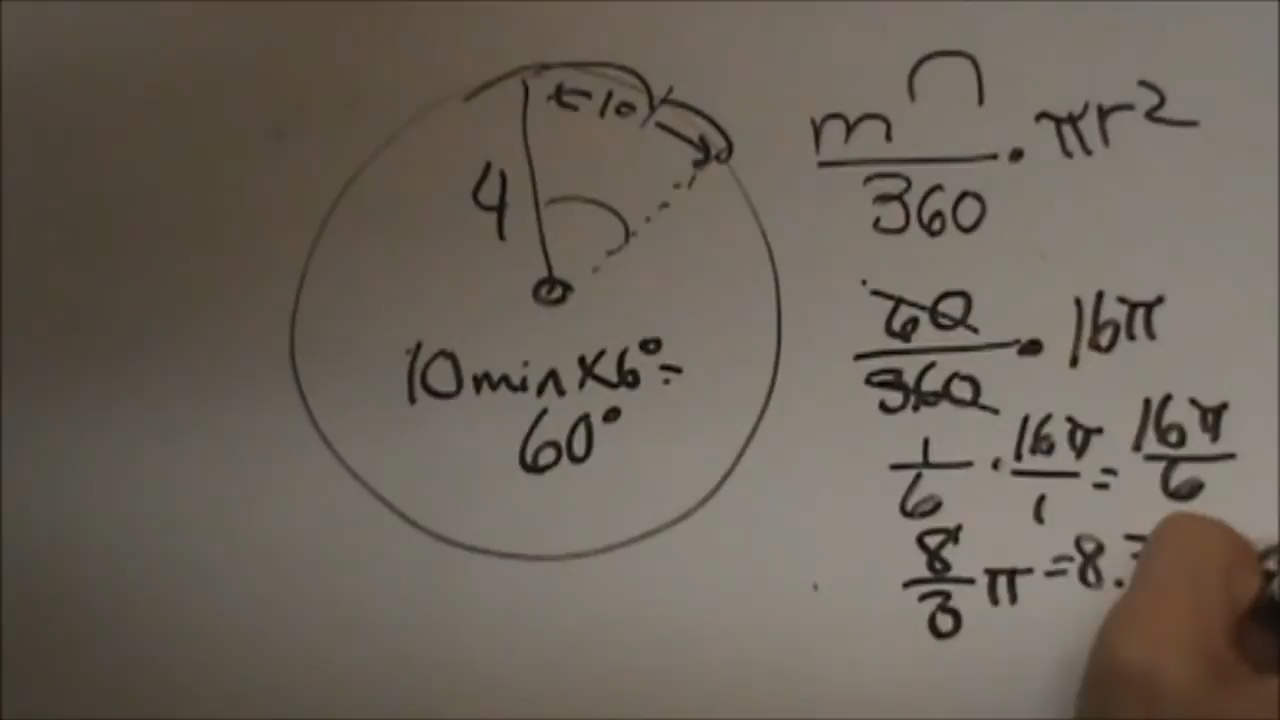 t=10
4
10min×6°=
60°
m⌒/360 · πr²
60/360 · 16π
1/6 · 16π/1 = 16π/6
8/3 π = 8.